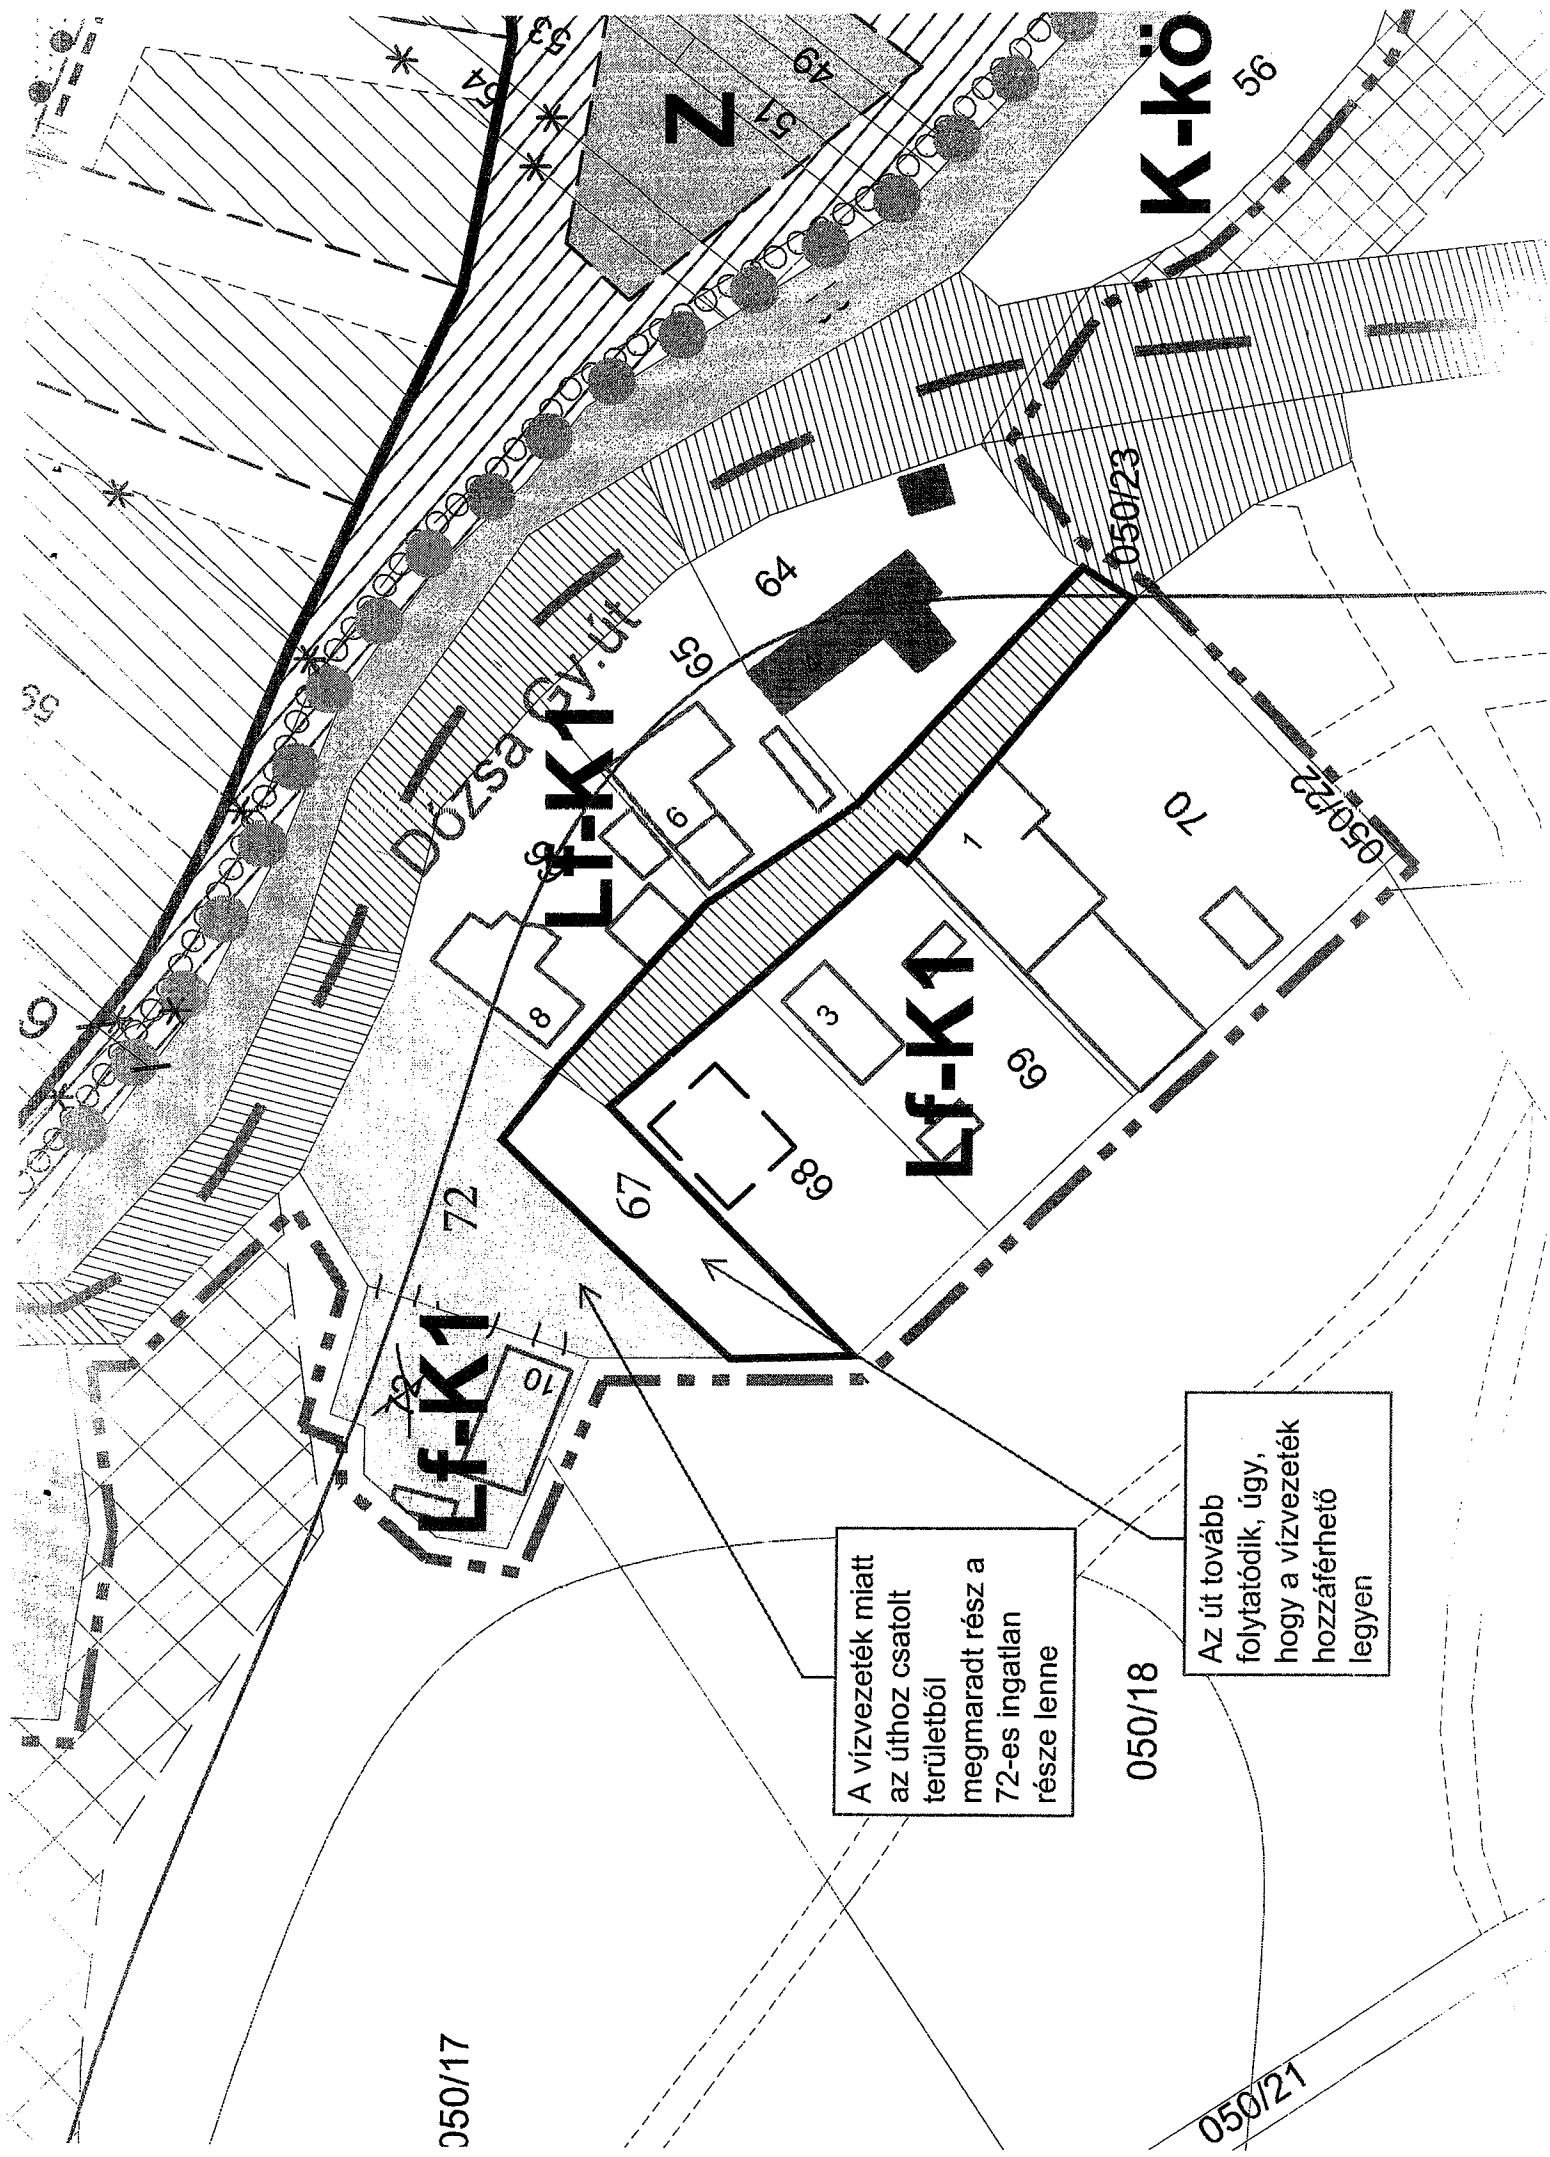 53
54
49
51
Z
K-kö
56
59
6
64
65
050/23
Dózsa Gy. út
Lf-K1
66
6
8
1
70
050/22
3
Lf-K1
69
68
67
72
10
Lf-K1
72
A vízvezeték miatt
az úthoz csatolt
területből
megmaradt rész a
72-es ingatlan
része lenne
Az út tovább
folytatódik, úgy,
hogy a vízvezeték
hozzáférhető
legyen
050/18
050/17
050/21